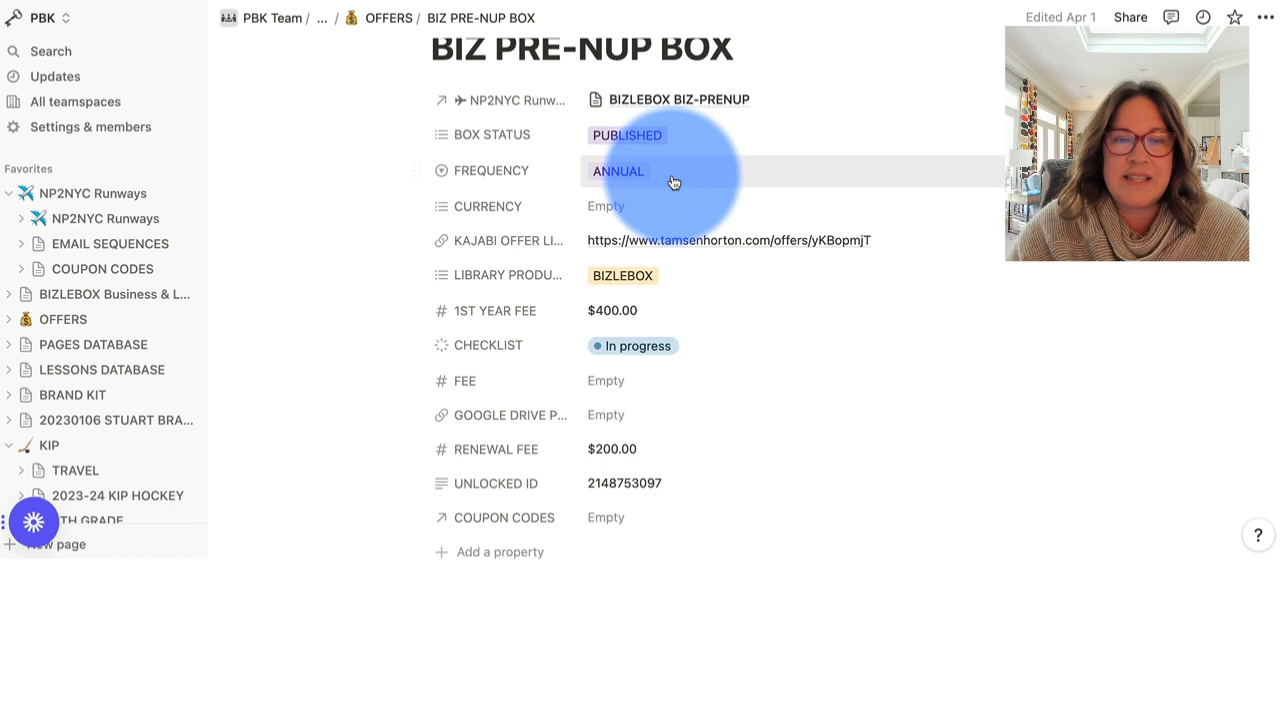 PBK
Search
Updates
All teamspaces
Settings & members
Favorites
NP2NYC Runways
NP2NYC Runways
EMAIL SEQUENCES
COUPON CODES
BIZLEBOX Business & L...
OFFERS
PAGES DATABASE
LESSONS DATABASE
BRAND KIT
20230106 STUART BRA...
KIP
TRAVEL
2023-24 KIP HOCKEY
TH GRADE
New page
PBK Team / ... / OFFERS / BIZ PRE-NUP BOX
Edited Apr 1 Share
BIZ PRE-NUP BOX
NP2NYC Runw... BIZLEBOX BIZ-PRENUP
BOX STATUS PUBLISHED
FREQUENCY ANNUAL
CURRENCY Empty
KAJABI OFFER LI... https://www.tamsenhorton.com/offers/yKBopmjT
LIBRARY PRODU... BIZLEBOX
# 1ST YEAR FEE $400.00
CHECKLIST In progress
# FEE Empty
GOOGLE DRIVE P... Empty
# RENEWAL FEE $200.00
UNLOCKED ID 2148753097
COUPON CODES Empty
+ Add a property
?